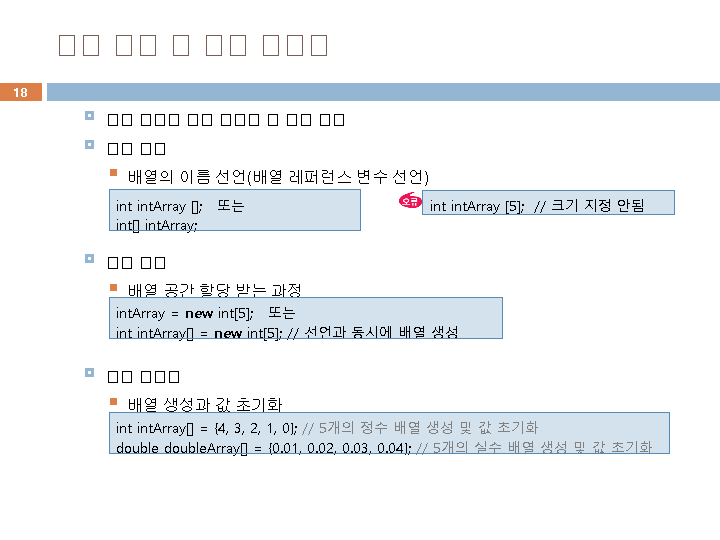 18
배열의 이름 선언(배열 레퍼런스 변수 선언)
int intArray []; 또는
int[] intArray;
오류
int intArray [5]; // 크기 지정 안됨
배열 공간 할당 받는 과정
intArray = new int[5]; 또는
int intArray[] = new int[5]; // 선언과 동시에 배열 생성
배열 생성과 값 초기화
int intArray[] = {4, 3, 2, 1, 0}; // 5개의 정수 배열 생성 및 값 초기화
double doubleArray[] = {0.01, 0.02, 0.03, 0.04}; // 5개의 실수 배열 생성 및 값 초기화